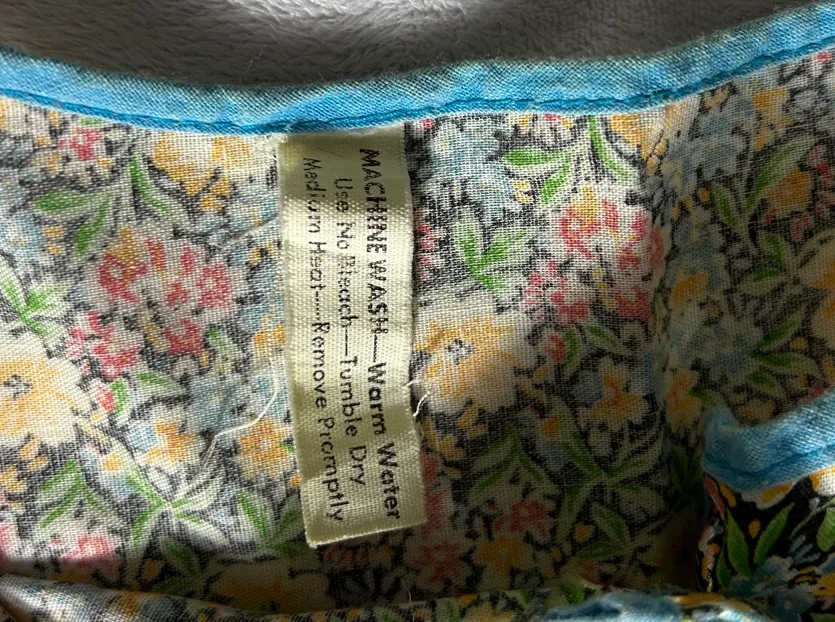 MACHINE WASH—Warm Water
Use No Bleach—Tumble Dry
Medium Heat—Remove Promptly